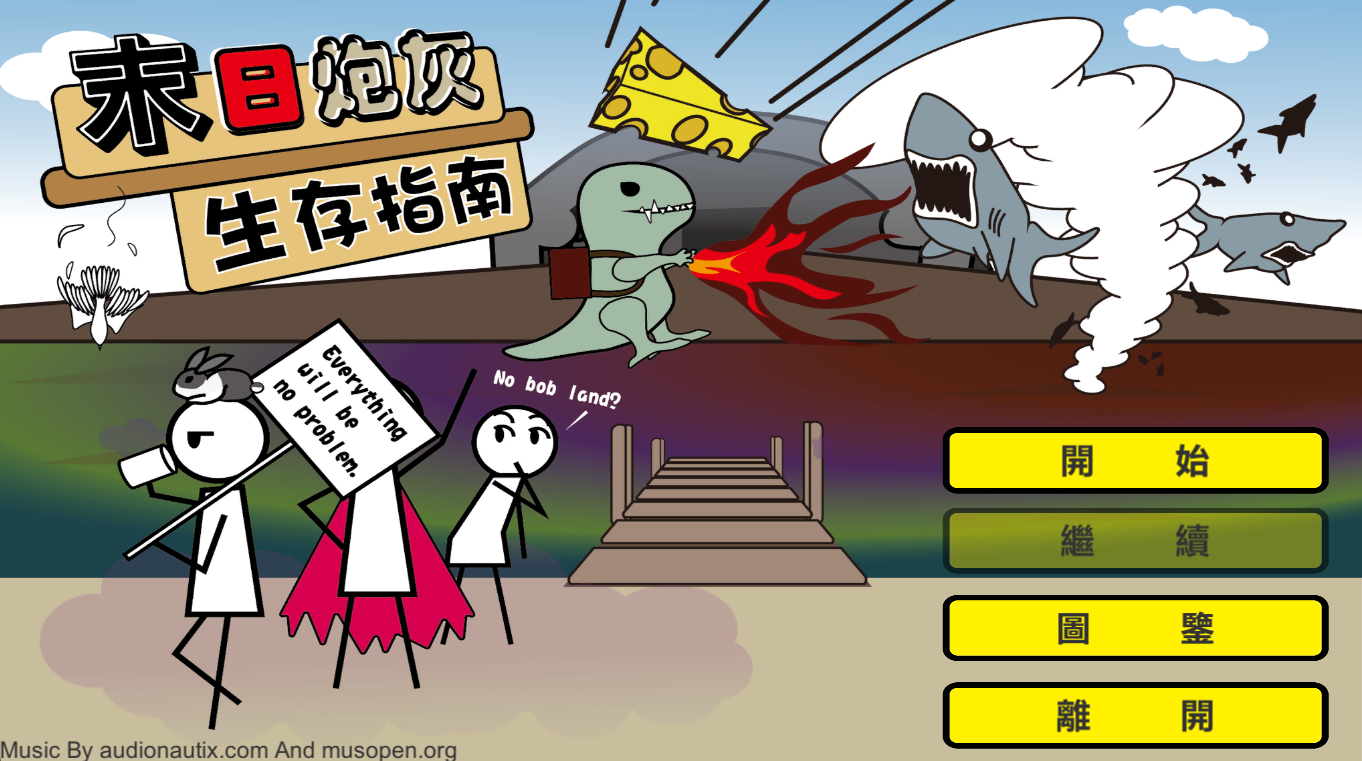 末日炮灰
生存指南
Everything
will be
no problem.
No bob land?
開始
繼續
圖鑒
離開
Music By audionautix.com And musopen.org